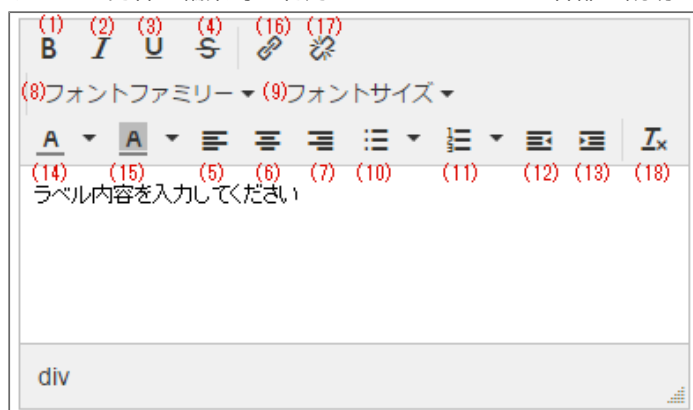 (1) (2) (3) (4) (16) (17)
B I U S
(8)フォントファミリー (9)フォントサイズ
A A
(14) (15) (5) (6) (7) (10) (11) (12) (13) (18)
ラベル内容を入力してください
div